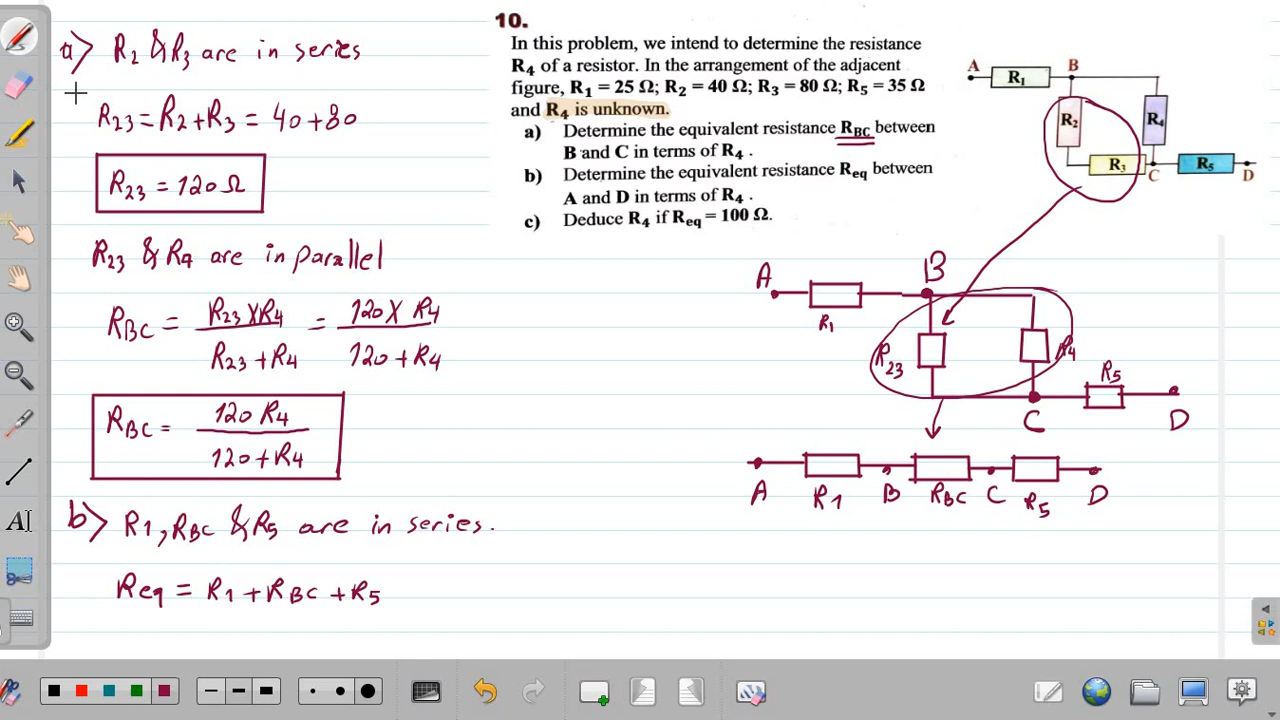 a) R2 & R3 are in series
R23 = R2 + R3 = 40 + 80
R23 = 120 Ω
R23 & R4 are in parallel
RBC = R23 X R4 / R23 + R4 = 120 X R4 / 120 + R4
RBC = 120 R4 / 120 + R4
b) R1, RBC & R5 are in series.
Req = R1 + RBC + R5
10.
In this problem, we intend to determine the resistance
R4 of a resistor. In the arrangement of the adjacent
figure, R1 = 25 Ω; R2 = 40 Ω; R3 = 80 Ω; R5 = 35 Ω
and R4 is unknown.
a) Determine the equivalent resistance RBC between
B and C in terms of R4 .
b) Determine the equivalent resistance Req between
A and D in terms of R4 .
c) Deduce R4 if Req = 100 Ω.
A R1 B
R2 R4
R3 C R5 D
A B
R1
R23 R4 R5
C D
A R1 B RBC C R5 D
AI